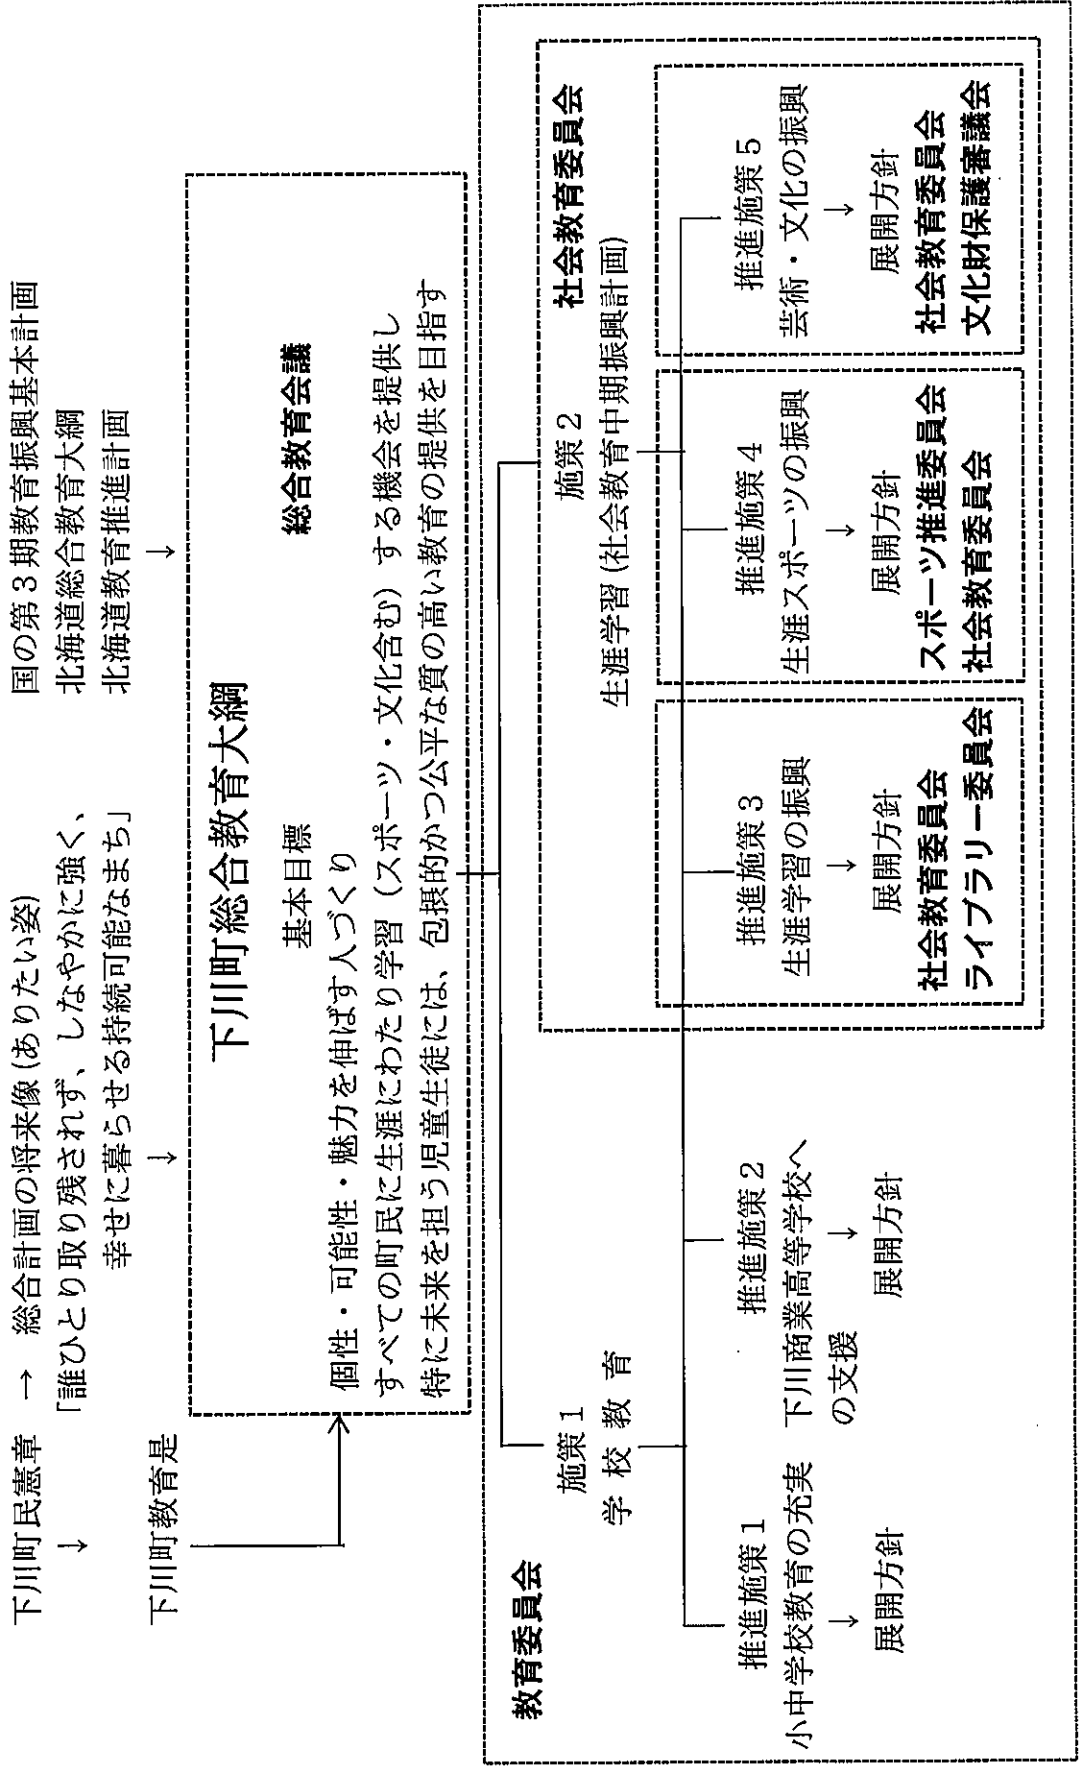 下川町民憲章 → 総合計画の将来像(ありたい姿)
↓
「誰ひとり取り残されず、しなやかに強く、
幸せに暮らせる持続可能なまち」
↓
国の第3期教育振興基本計画
北海道総合教育大綱
北海道教育推進計画
↓
下川町教育是
下川町総合教育大綱
基本目標
総合教育会議
個性・可能性・魅力を伸ばす人づくり
すべての町民に生涯にわたり学習（スポーツ・文化含む）する機会を提供し
特に未来を担う児童生徒には、包摂的かつ公平な質の高い教育の提供を目指す
教育委員会
施策1
学 校 教 育
社会教育委員会
施策2
生涯学習(社会教育中期振興計画)
推進施策1
小中学校教育の充実
↓
展開方針
推進施策2
下川商業高等学校へ
の支援
↓
展開方針
推進施策3
生涯学習の振興
↓
展開方針
社会教育委員会
ライブラリー委員会
推進施策4
生涯スポーツの振興
↓
展開方針
スポーツ推進委員会
社会教育委員会
推進施策5
芸術・文化の振興
↓
展開方針
社会教育委員会
文化財保護審議会